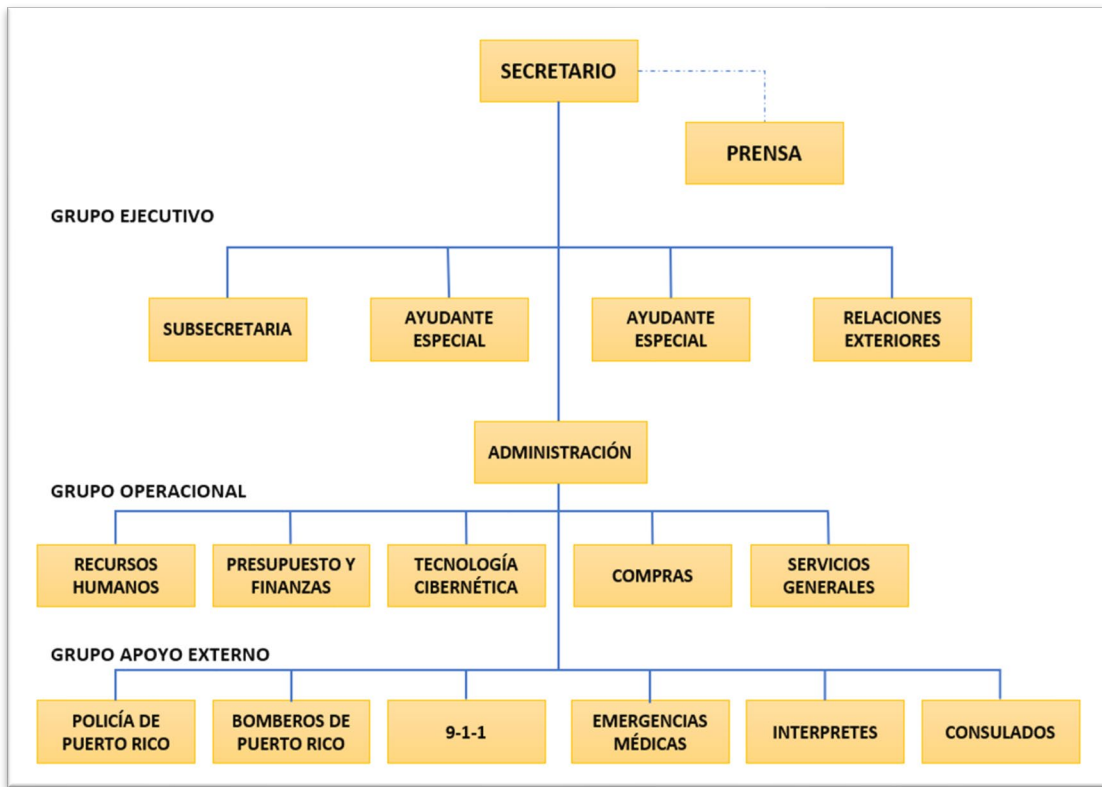 SECRETARIO
PRENSA
GRUPO EJECUTIVO
SUBSECRETARIA
AYUDANTE
ESPECIAL
AYUDANTE
ESPECIAL
RELACIONES
EXTERIORES
ADMINISTRACIÓN
GRUPO OPERACIONAL
RECURSOS
HUMANOS
PRESUPUESTO Y
FINANZAS
TECNOLOGÍA
CIBERNÉTICA
COMPRAS
SERVICIOS
GENERALES
GRUPO APOYO EXTERNO
POLICÍA DE
PUERTO RICO
BOMBEROS DE
PUERTO RICO
9-1-1
EMERGENCIAS
MÉDICAS
INTERPRETES
CONSULADOS